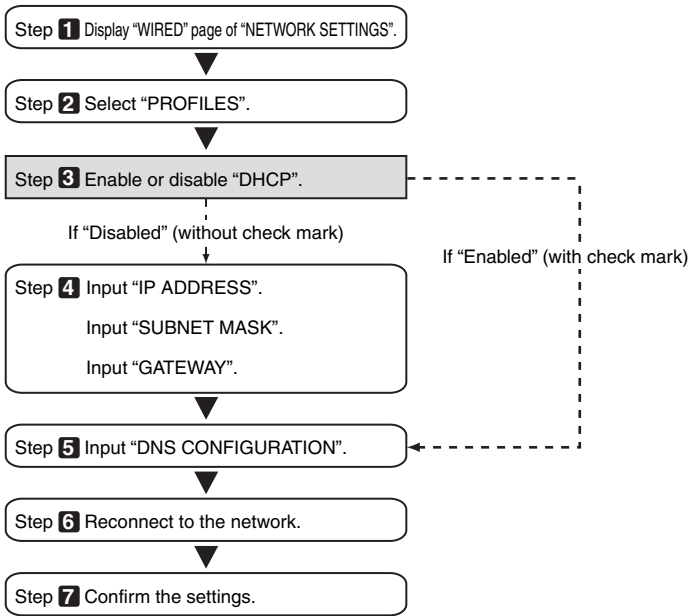 Step 1 Display “WIRED” page of “NETWORK SETTINGS”.
Step 2 Select “PROFILES”.
Step 3 Enable or disable “DHCP”.
If “Disabled” (without check mark)
If “Enabled” (with check mark)
Step 4 Input “IP ADDRESS”.
Input “SUBNET MASK”.
Input “GATEWAY”.
Step 5 Input “DNS CONFIGURATION”.
Step 6 Reconnect to the network.
Step 7 Confirm the settings.